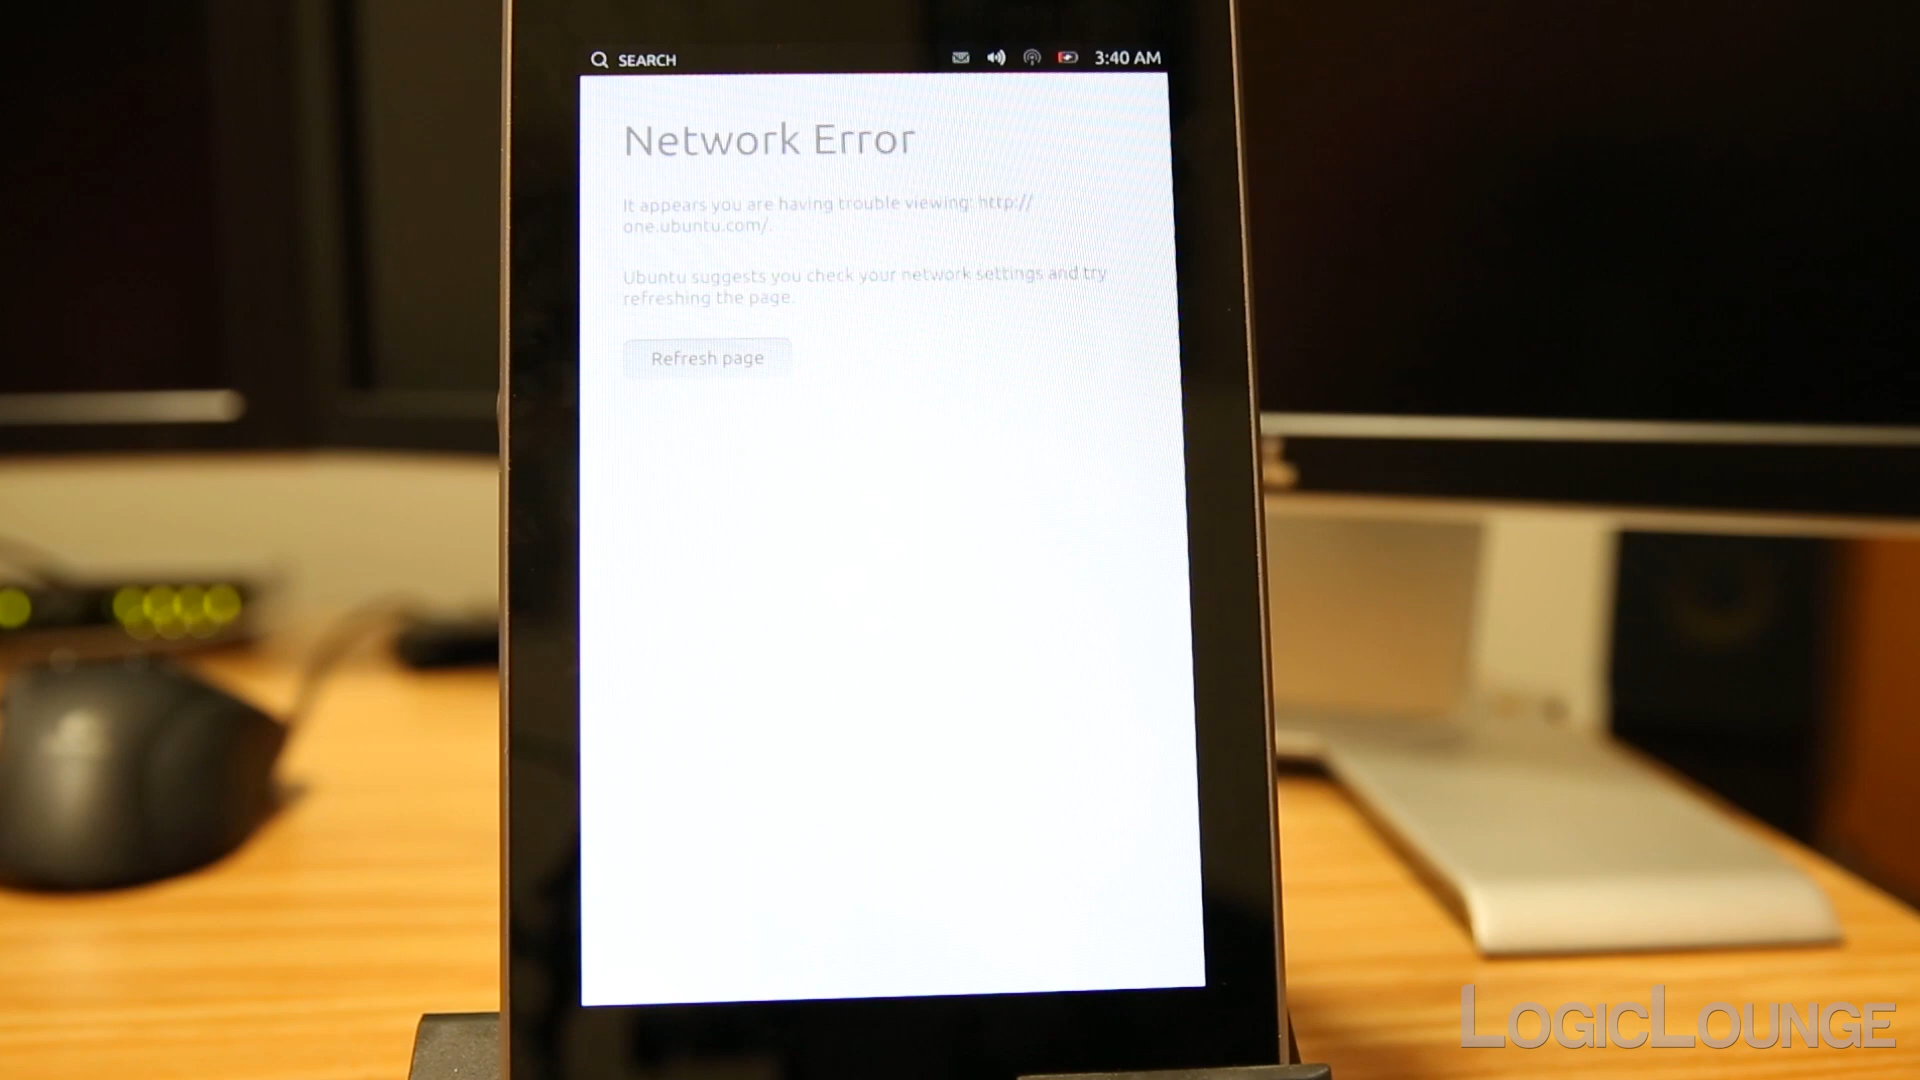 SEARCH 3:40 AM
Network Error
It appears you are having trouble viewing: http://
one.ubuntu.com/.
Ubuntu suggests you check your network settings and try
refreshing the page.
Refresh page
LOGICLOUNGE